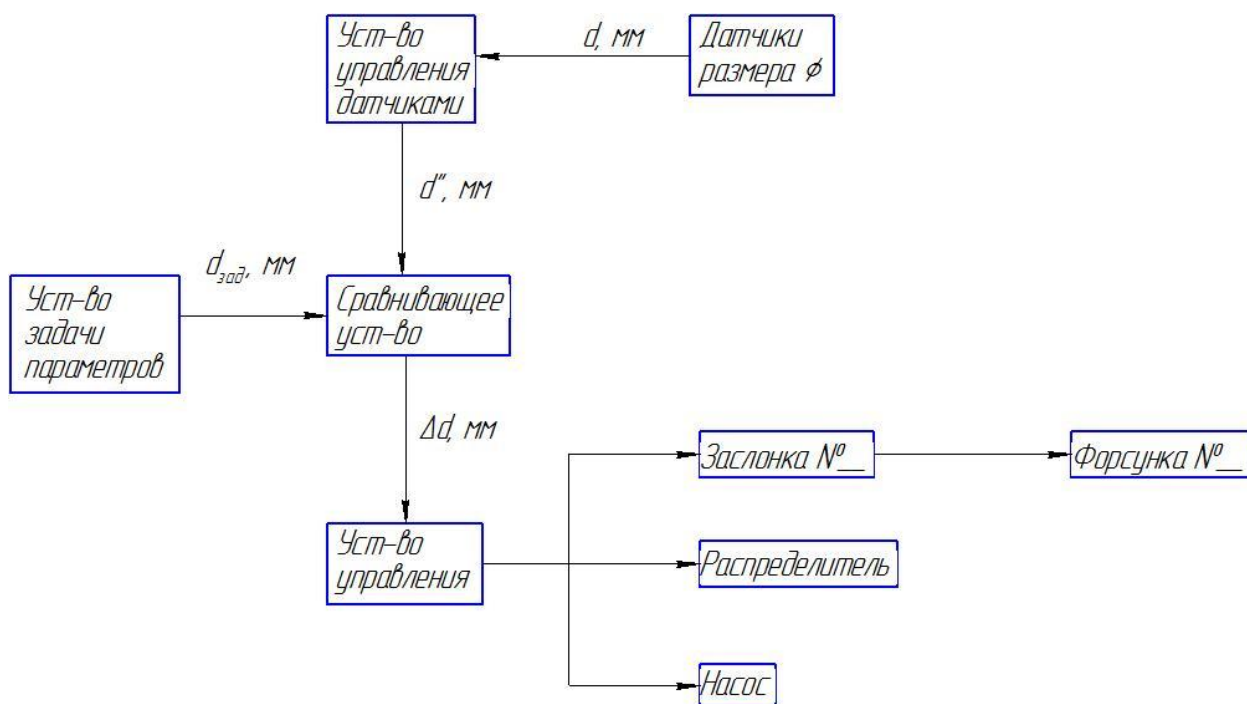 Уст-во
управления
датчиками
d, мм
Датчики
размера ϕ
d", мм
dзад, мм
Уст-во
задачи
параметров
Сравнивающее
уст-во
Δd, мм
Уст-во
управления
Заслонка №__
Форсунка №__
Распределитель
Насос